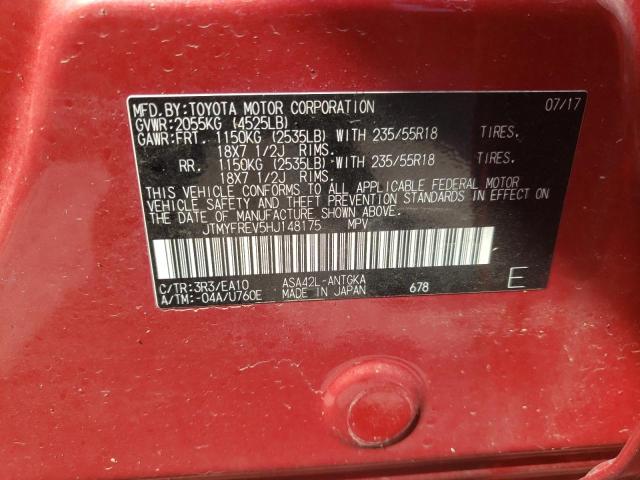 MFD.BY:TOYOTA MOTOR CORPORATION 07/17
GVWR:2055KG (4525LB)
GAWR:FRT. 1150KG (2535LB) WITH 235/55R18 TIRES.
18X7 1/2J RIMS.
RR. 1150KG (2535LB) WITH 235/55R18 TIRES.
18X7 1/2J RIMS.
THIS VEHICLE CONFORMS TO ALL APPLICABLE FEDERAL MOTOR
VEHICLE SAFETY AND THEFT PREVENTION STANDARDS IN EFFECT ON
THE DATE OF MANUFACTURE SHOWN ABOVE.
JTMYFREV5HJ148175 MPV
C/TR:3R3/EA10 ASA42L-ANTGKA
A/TM:-04A/U760E MADE IN JAPAN 678 E